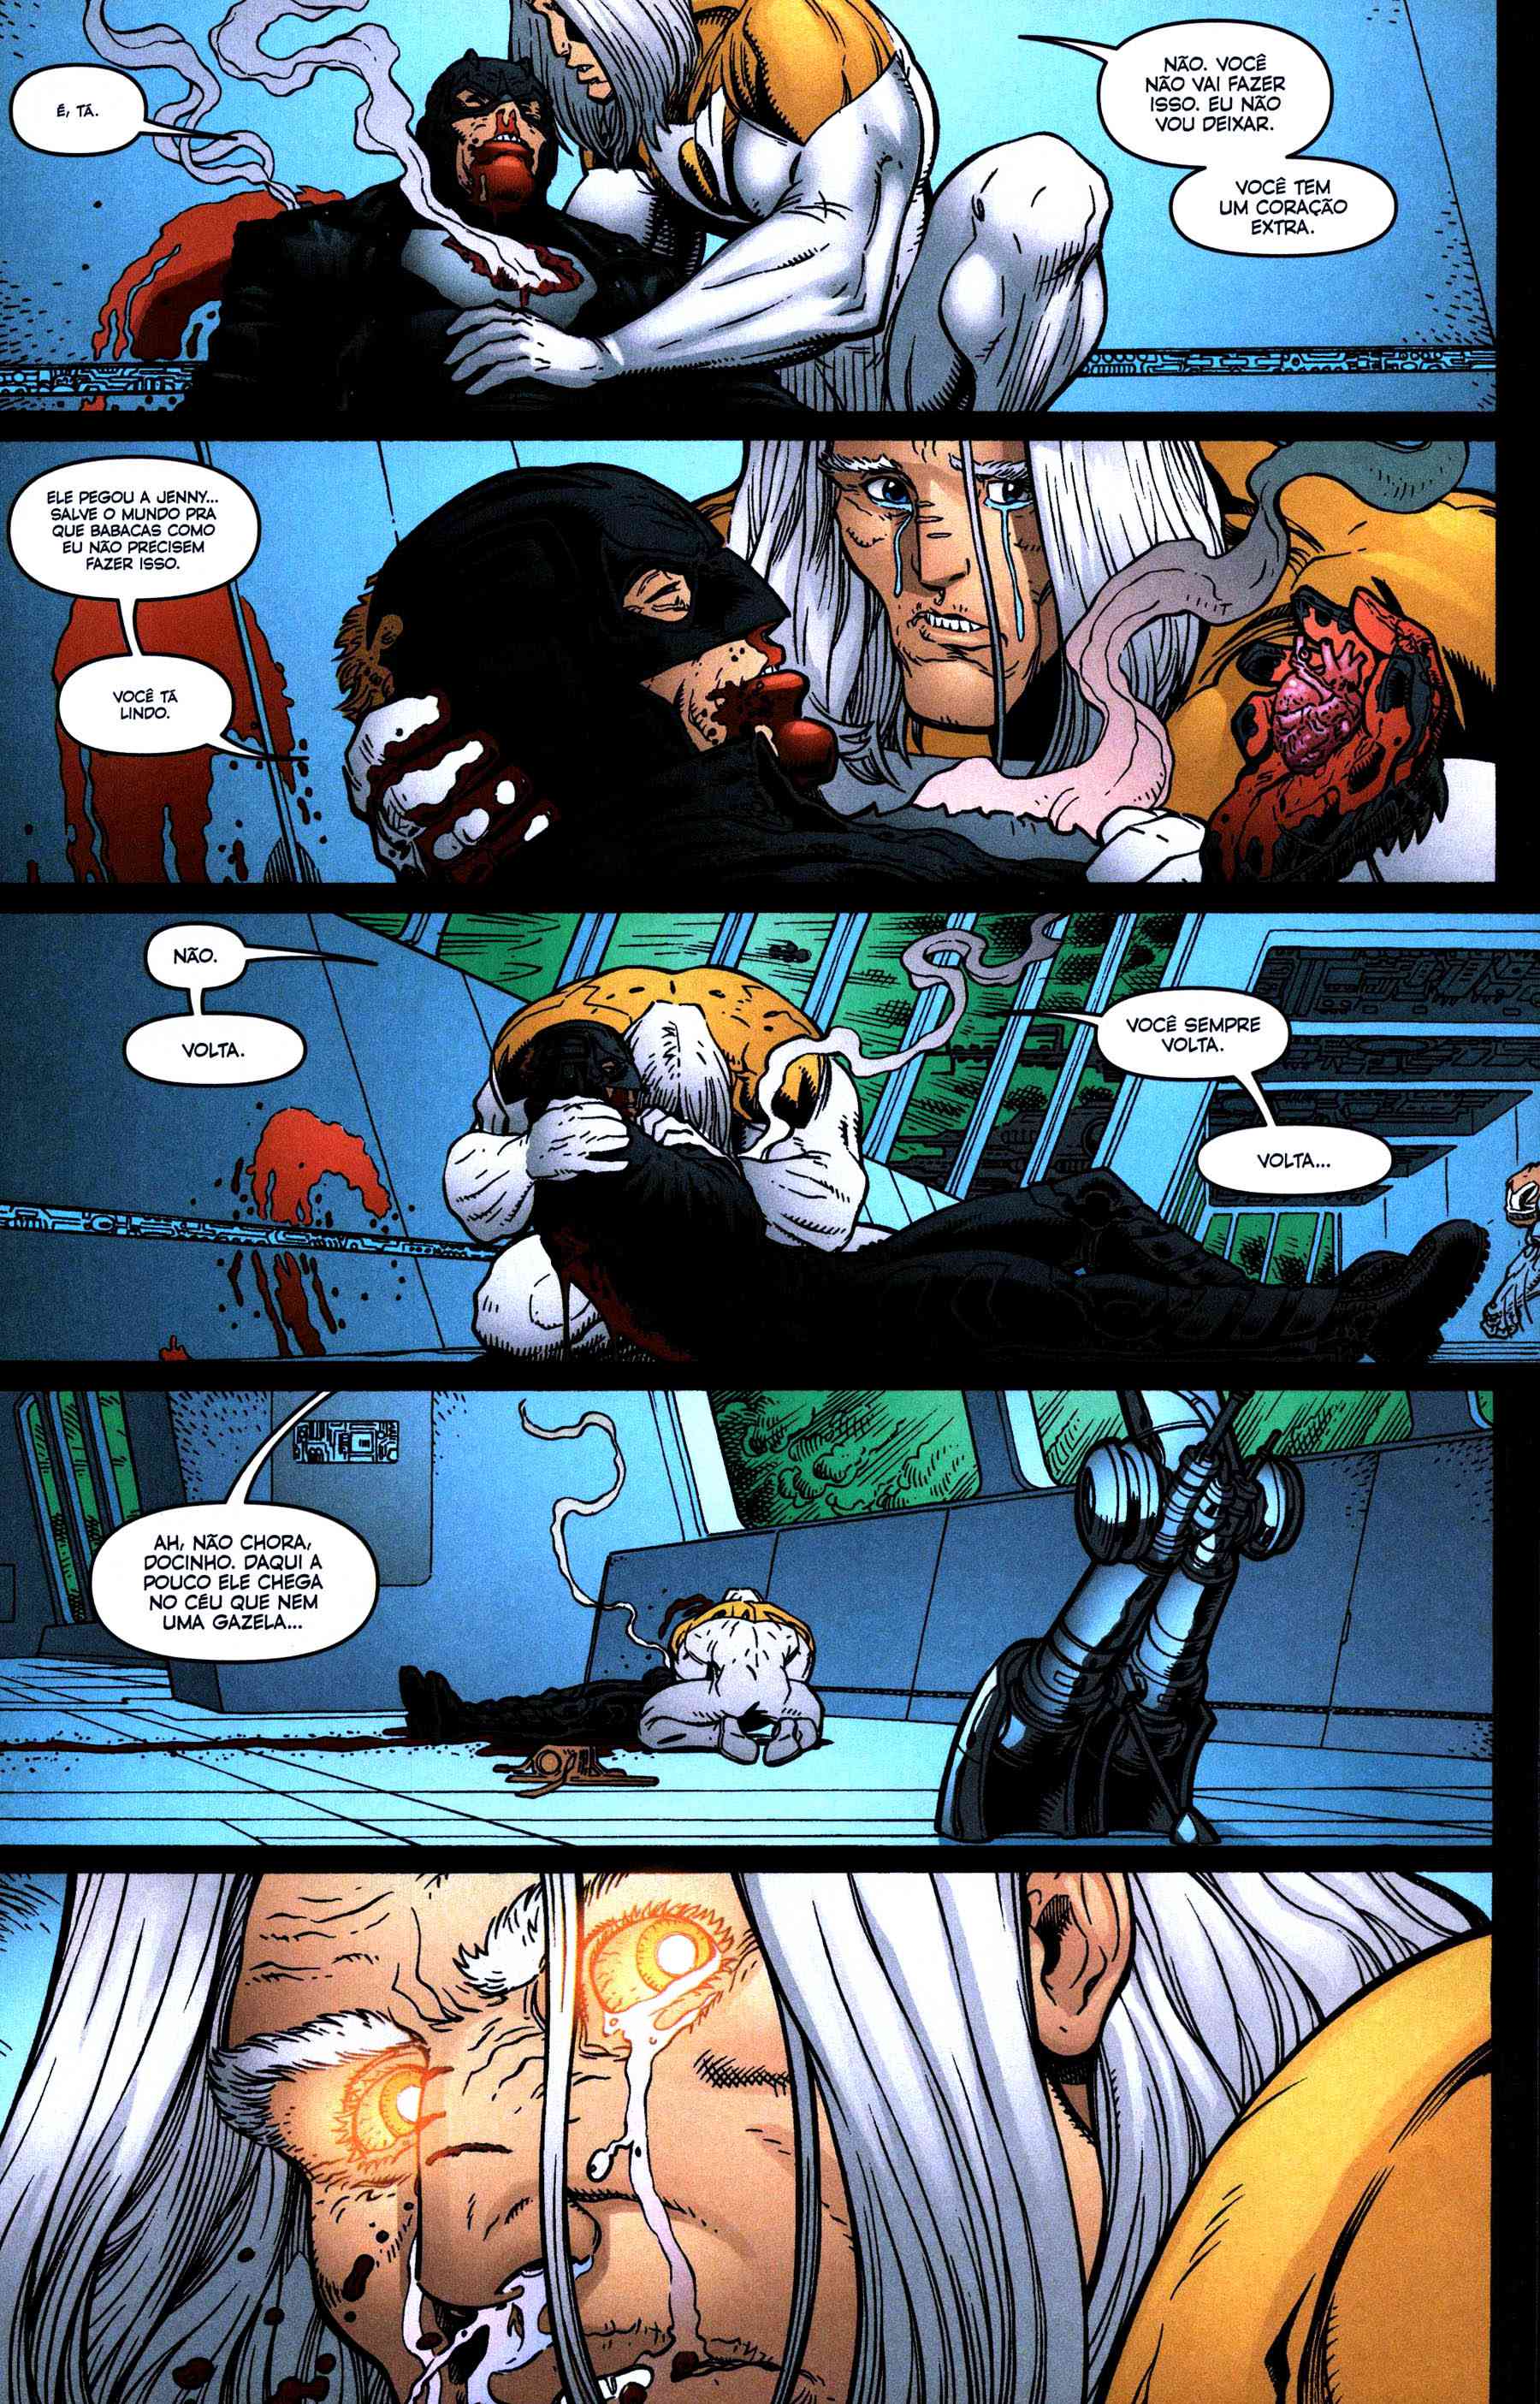 É, TÁ.
NÃO. VOCÊ
NÃO VAI FAZER
ISSO. EU NÃO
VOU DEIXAR.
VOCÊ TEM
UM CORAÇÃO
EXTRA.
ELE PEGOU A JENNY...
SALVE O MUNDO PRA
QUE BABACAS COMO
EU NÃO PRECISEM
FAZER ISSO.
VOCÊ TÁ
LINDO.
NÃO.
VOLTA.
VOCÊ SEMPRE
VOLTA.
VOLTA...
AH, NÃO CHORA,
DOCINHO. DAQUI A
POUCO ELE CHEGA
NO CÉU QUE NEM
UMA GAZELA...